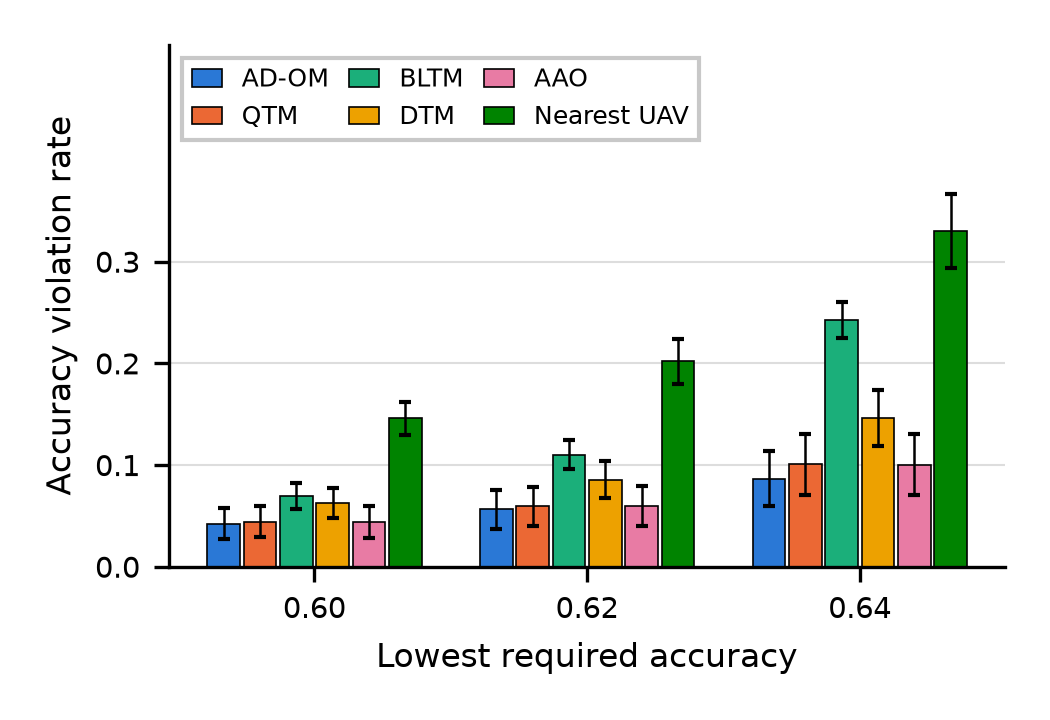 AD-OM BLTM AAO
QTM DTM Nearest UAV
Accuracy violation rate
0.3
0.2
0.1
0.0
0.60 0.62 0.64
Lowest required accuracy